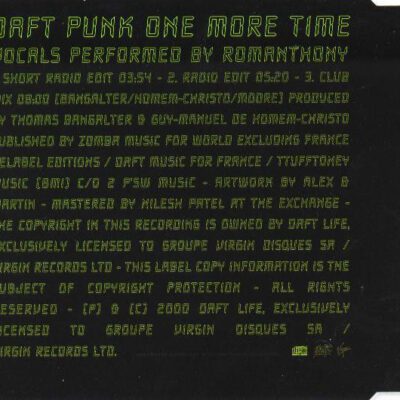 DAFT PUNK ONE MORE TIME
VOCALS PERFORMED BY ROMANTHONY
SHORT RADIO EDIT 03:54 - 2. RADIO EDIT 05:20 - 3. CLUB
MIX 08:00 [BANGALTER/HOMEM-CHRISTO/MOORE] PRODUCED
BY THOMAS BANGALTER & GUY-MANUEL DE HOMEM-CHRISTO
PUBLISHED BY ZOMBA MUSIC FOR WORLD EXCLUDING FRANCE
DELABEL EDITIONS / DAFT MUSIC FOR FRANCE / TTUFFTONEY
MUSIC [BMI] C/O 2 P'SW MUSIC - ARTWORK BY ALEX &
MARTIN - MASTERED BY NILESH PATEL AT THE EXCHANGE -
THE COPYRIGHT IN THIS RECORDING IS OWNED BY DAFT LIFE,
EXCLUSIVELY LICENSED TO GROUPE VIRGIN DISQUES SA /
VIRGIN RECORDS LTD - THIS LABEL COPY INFORMATION IS THE
SUBJECT OF COPYRIGHT PROTECTION - ALL RIGHTS
RESERVED - [P] & [C] 2000 DAFT LIFE, EXCLUSIVELY
LICENSED TO GROUPE VIRGIN DISQUES SA /
VIRGIN RECORDS LTD.